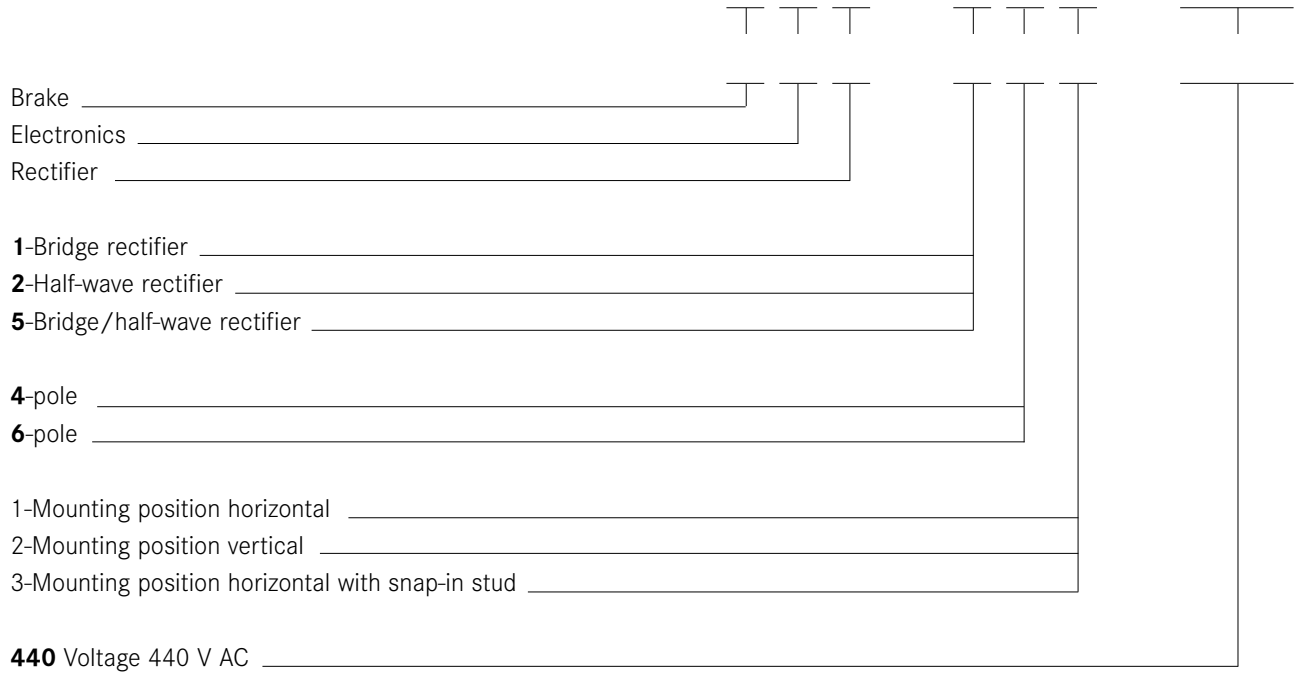 Brake
Electronics
Rectifier
1-Bridge rectifier
2-Half-wave rectifier
5-Bridge/half-wave rectifier
4-pole
6-pole
1-Mounting position horizontal
2-Mounting position vertical
3-Mounting position horizontal with snap-in stud
440 Voltage 440 V AC